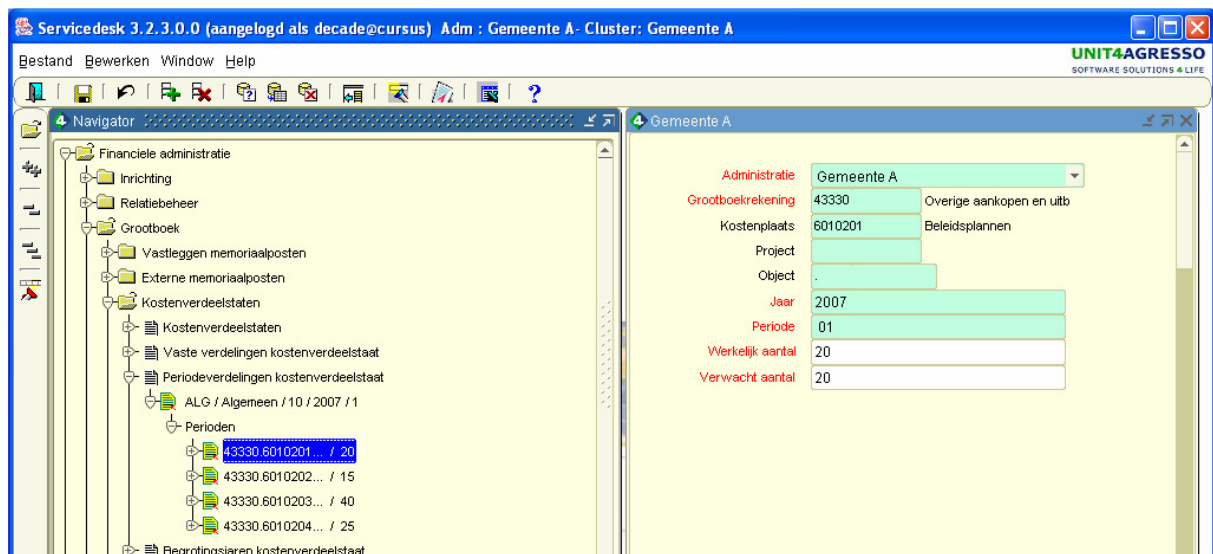 Servicedesk 3.2.3.0.0 (aangelogd als decade@cursus) Adm : Gemeente A- Cluster: Gemeente A
Bestand Bewerken Window Help
UNIT4AGRESSO
SOFTWARE SOLUTIONS 4 LIFE
Navigator
Financiele administratie
Inrichting
Relatiebeheer
Grootboek
Vastleggen memoriaalposten
Externe memoriaalposten
Kostenverdeelstaten
Kostenverdeelstaten
Vaste verdelingen kostenverdeelstaat
Periodeverdelingen kostenverdeelstaat
ALG / Algemeen / 10 / 2007 / 1
Perioden
43330.6010201... / 20
43330.6010202... / 15
43330.6010203... / 40
43330.6010204... / 25
Begrotingsjaren kostenverdeelstaat
Gemeente A
Administratie Gemeente A
Grootboekrekening 43330 Overige aankopen en uitb
Kostenplaats 6010201 Beleidsplannen
Project
Object .
Jaar 2007
Periode 01
Werkelijk aantal 20
Verwacht aantal 20